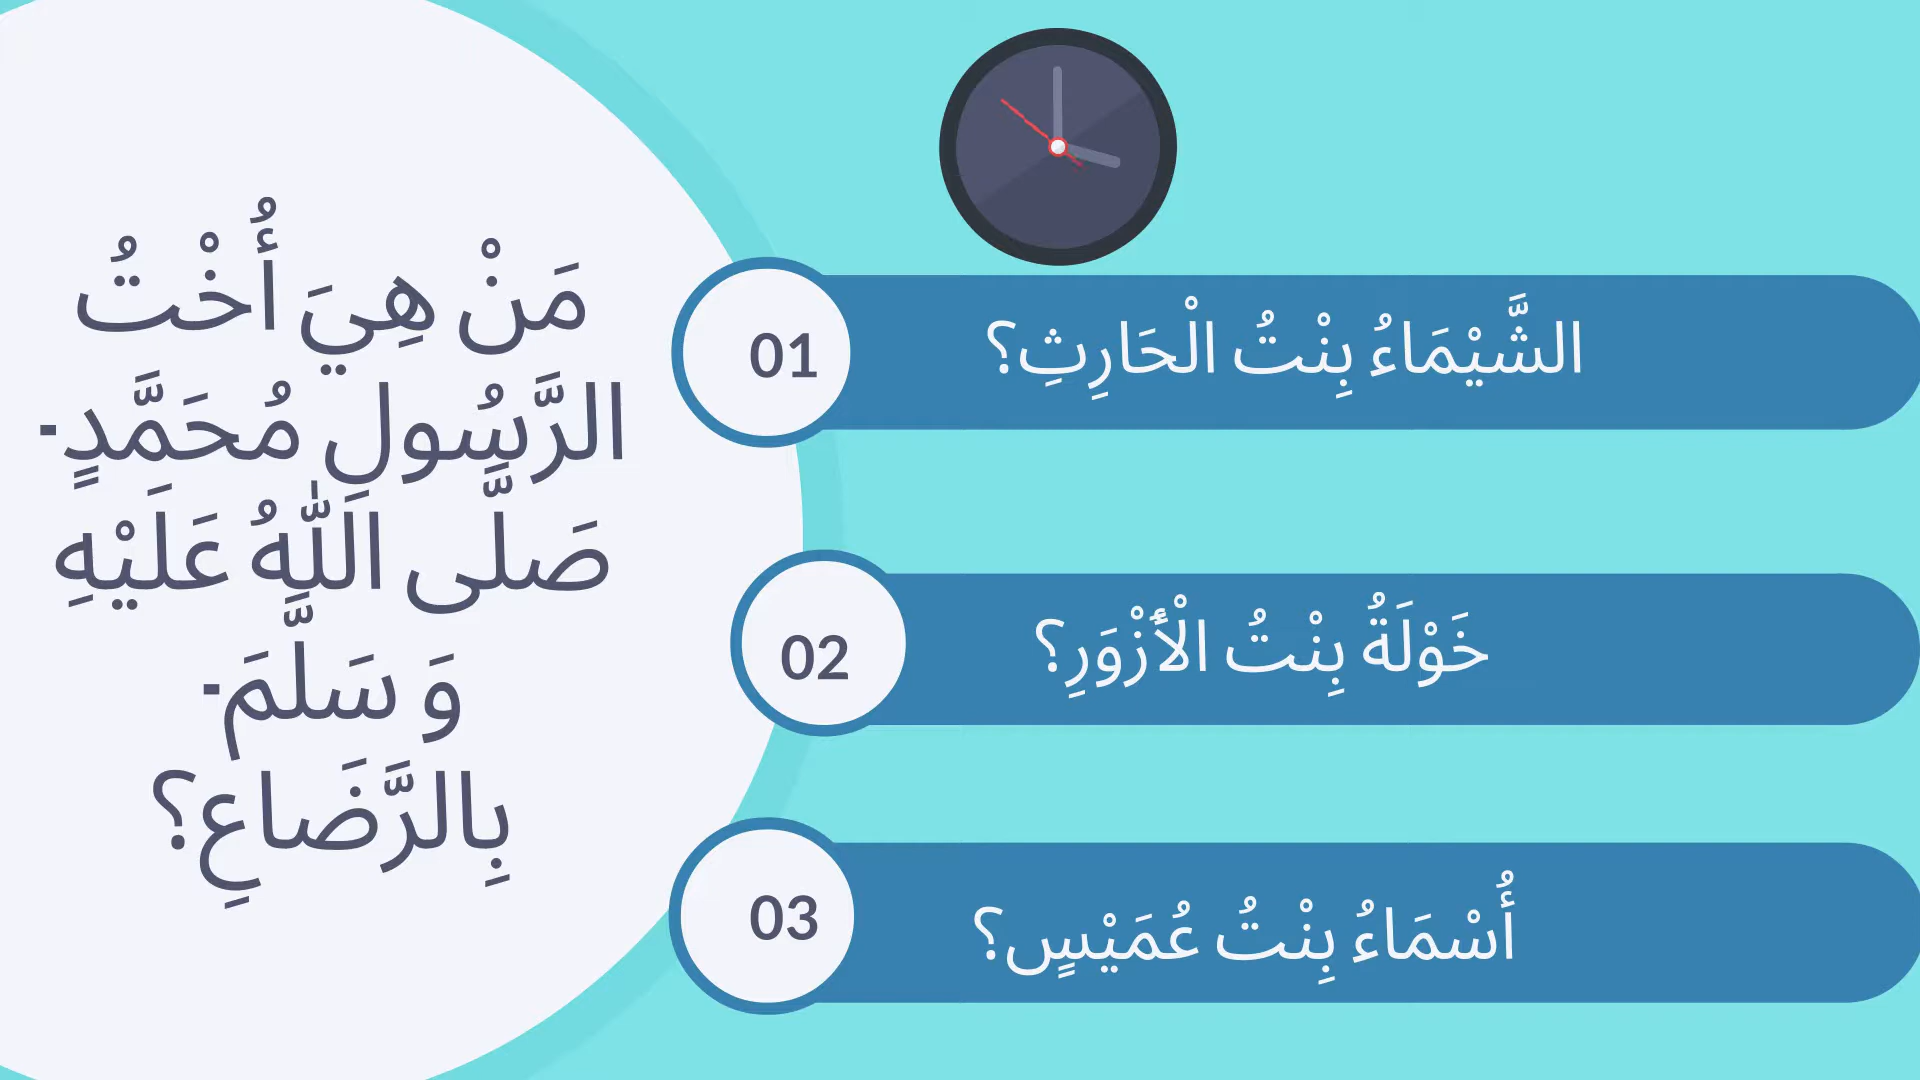 مَنْ هِيَ أُخْتُ
الرَّسُولِ مُحَمَّدٍ-
صَلَّى اللّٰهُ عَلَيْهِ
وَ سَلَّمَ-
بِالرَّضَاعِ؟
01
الشَّيْمَاءُ بِنْتُ الْحَارِثِ؟
02
خَوْلَةُ بِنْتُ الْأَزْوَرِ؟
03
أُسْمَاءُ بِنْتُ عُمَيْسٍ؟